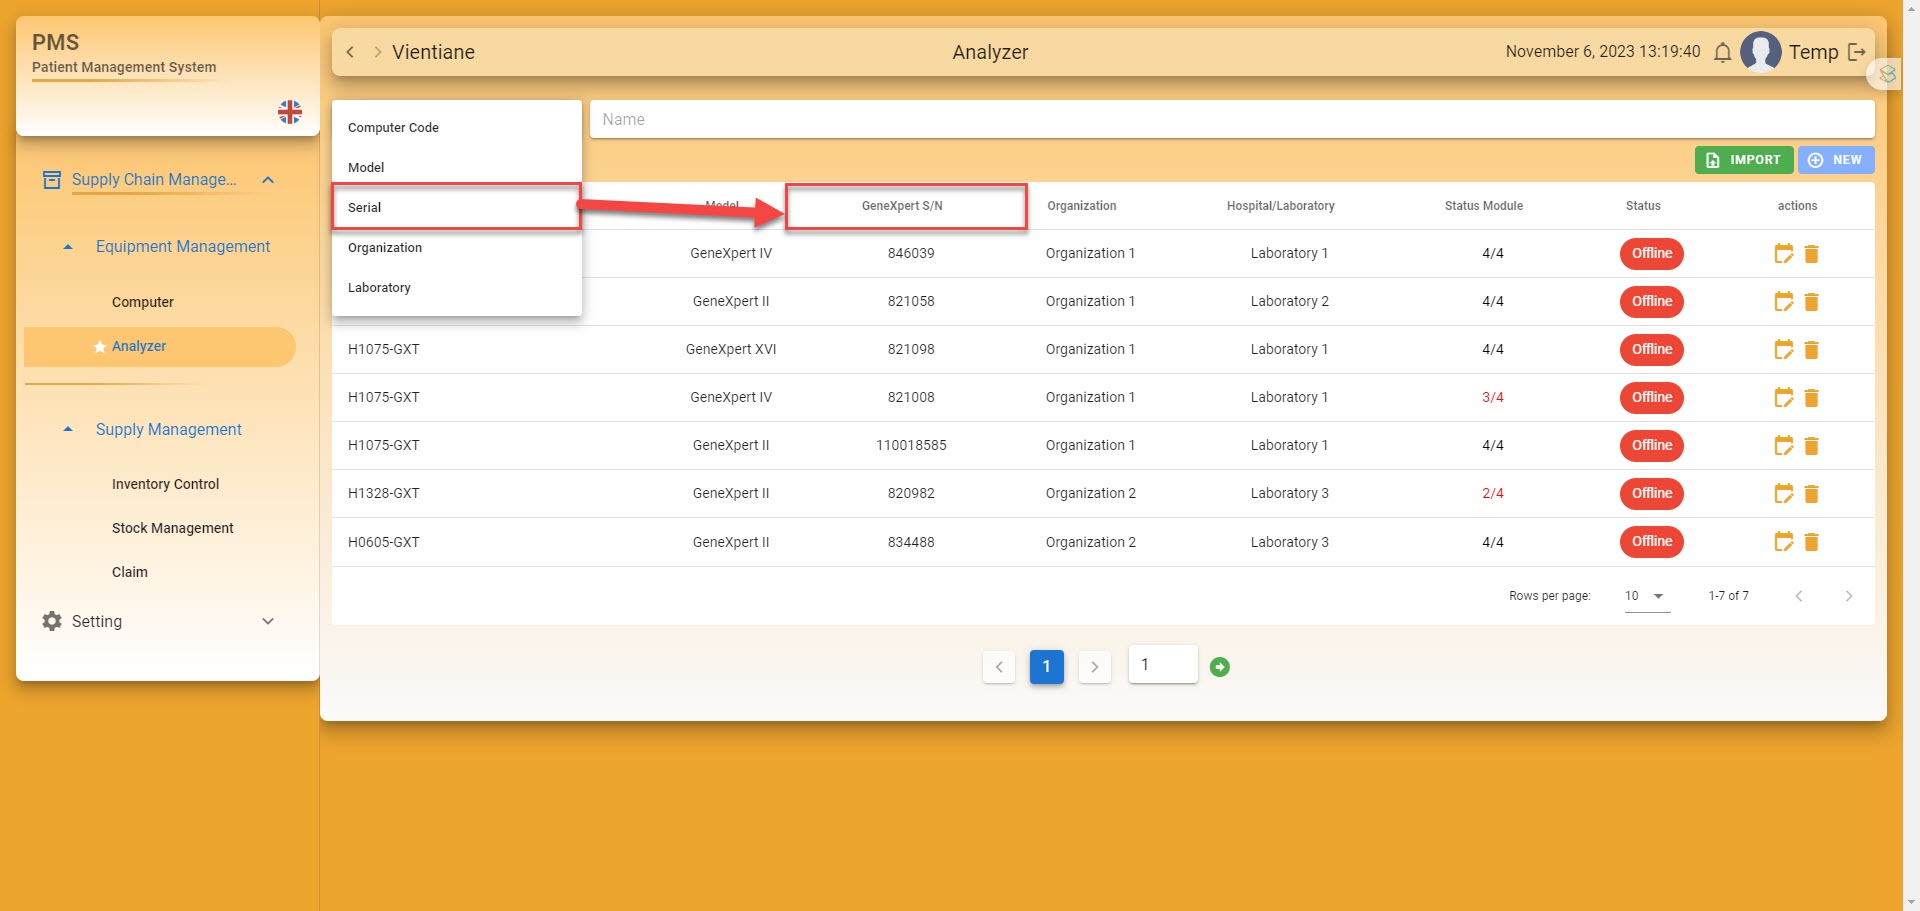 PMS
Patient Management System
Supply Chain Manage...
Equipment Management
Computer
Analyzer
Supply Management
Inventory Control
Stock Management
Claim
Setting
Vientiane
Analyzer
November 6, 2023 13:19:40
Temp
Computer Code
Model
Serial
Organization
Laboratory
Name
IMPORT
NEW
Model GeneXpert S/N Organization Hospital/Laboratory Status Module Status actions
GeneXpert IV 846039 Organization 1 Laboratory 1 4/4 Offline
GeneXpert II 821058 Organization 1 Laboratory 2 4/4 Offline
H1075-GXT GeneXpert XVI 821098 Organization 1 Laboratory 1 4/4 Offline
H1075-GXT GeneXpert IV 821008 Organization 1 Laboratory 1 3/4 Offline
H1075-GXT GeneXpert II 110018585 Organization 1 Laboratory 1 4/4 Offline
H1328-GXT GeneXpert II 820982 Organization 2 Laboratory 3 2/4 Offline
H0605-GXT GeneXpert II 834488 Organization 2 Laboratory 3 4/4 Offline
Rows per page: 10 1-7 of 7
1 1